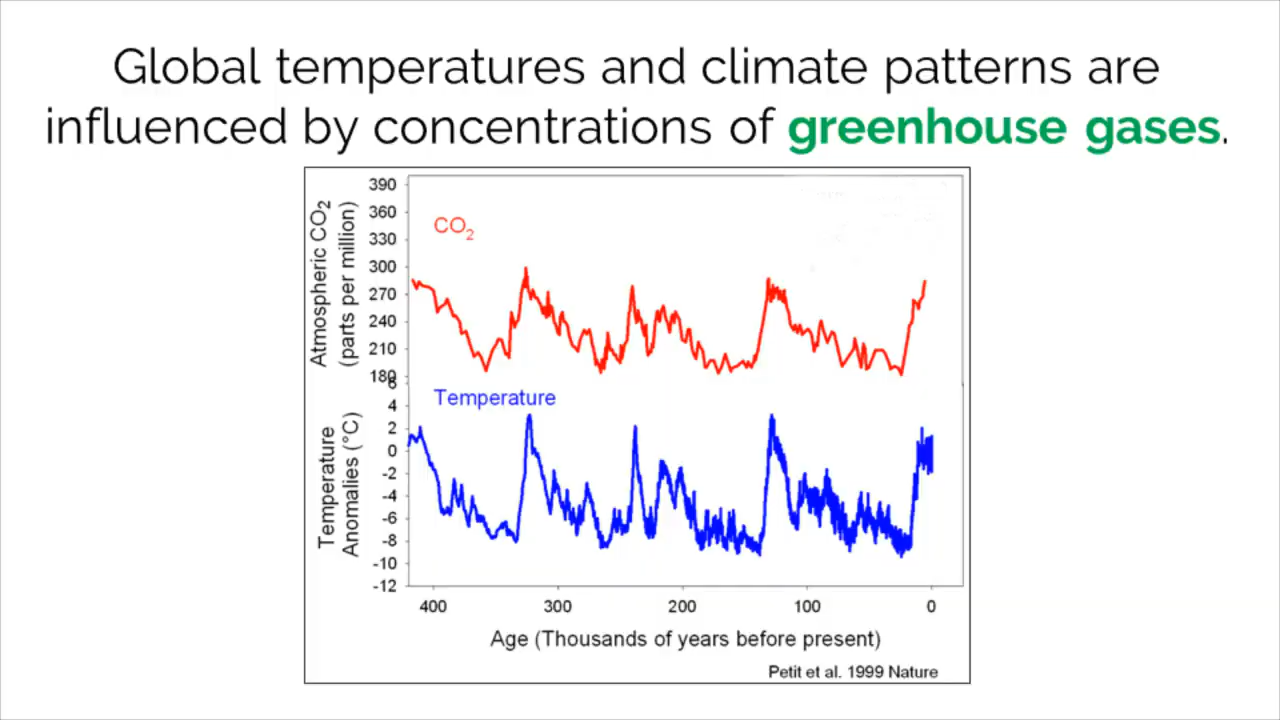 Global temperatures and climate patterns are
influenced by concentrations of greenhouse gases.
Atmospheric CO₂
(parts per million)
390
360
330
300
270
240
210
180
CO₂
Temperature
Temperature
Anomalies (°C)
6
4
2
0
-2
-4
-6
-8
-10
-12
400 300 200 100 0
Age (Thousands of years before present)
Petit et al. 1999 Nature